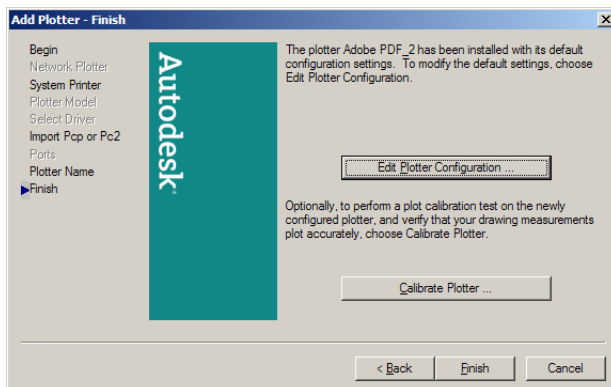 Add Plotter - Finish
Begin
Network Plotter
System Printer
Plotter Model
Select Driver
Import Pcp or Pc2
Ports
Plotter Name
Finish
Autodesk
The plotter Adobe PDF_2 has been installed with its default
configuration settings. To modify the default settings, choose
Edit Plotter Configuration.
Edit Plotter Configuration ...
Optionally, to perform a plot calibration test on the newly
configured plotter, and verify that your drawing measurements
plot accurately, choose Calibrate Plotter.
Calibrate Plotter ...
< Back
Finish
Cancel